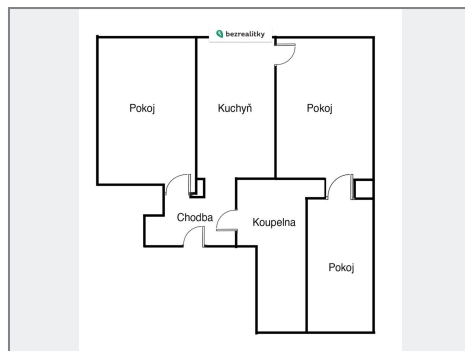 bezrealitky
Pokoj
Kuchyň
Pokoj
Chodba
Koupelna
Pokoj